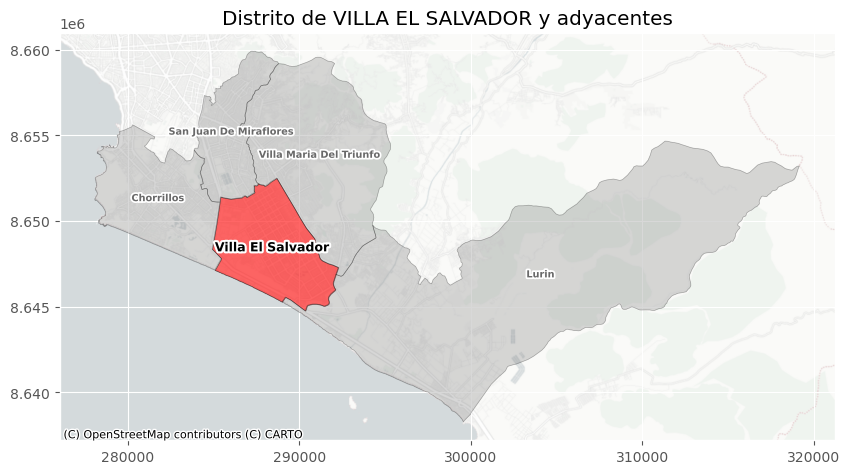 Distrito de VILLA EL SALVADOR y adyacentes
1e6
8.660
8.655
8.650
8.645
8.640
San Juan De Miraflores
Villa Maria Del Triunfo
Chorrillos
Villa El Salvador
Lurin
(C) OpenStreetMap contributors (C) CARTO
280000 290000 300000 310000 320000